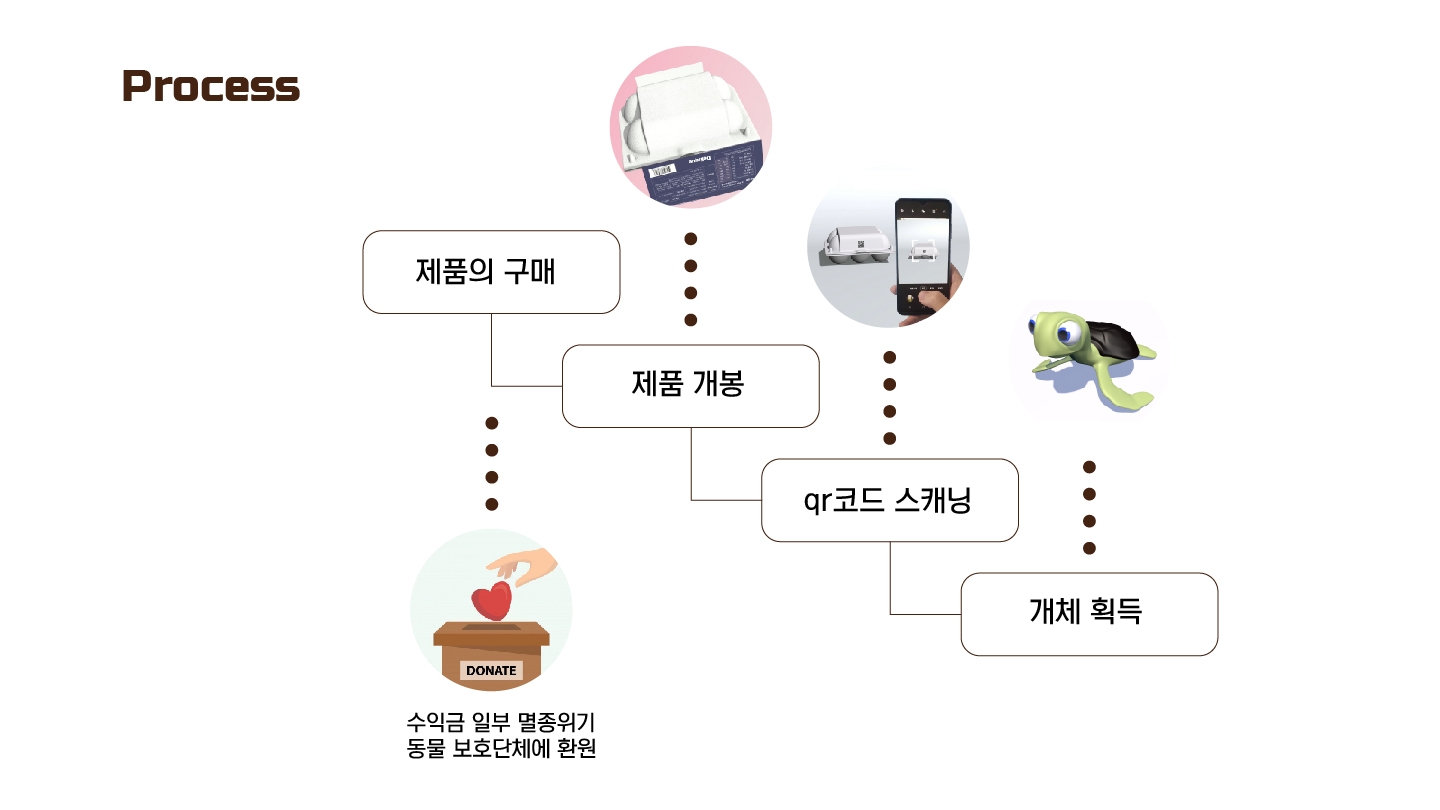 Process
제품의 구매
제품 개봉
qr코드 스캐닝
개체 획득
DONATE
수익금 일부 멸종위기
동물 보호단체에 환원